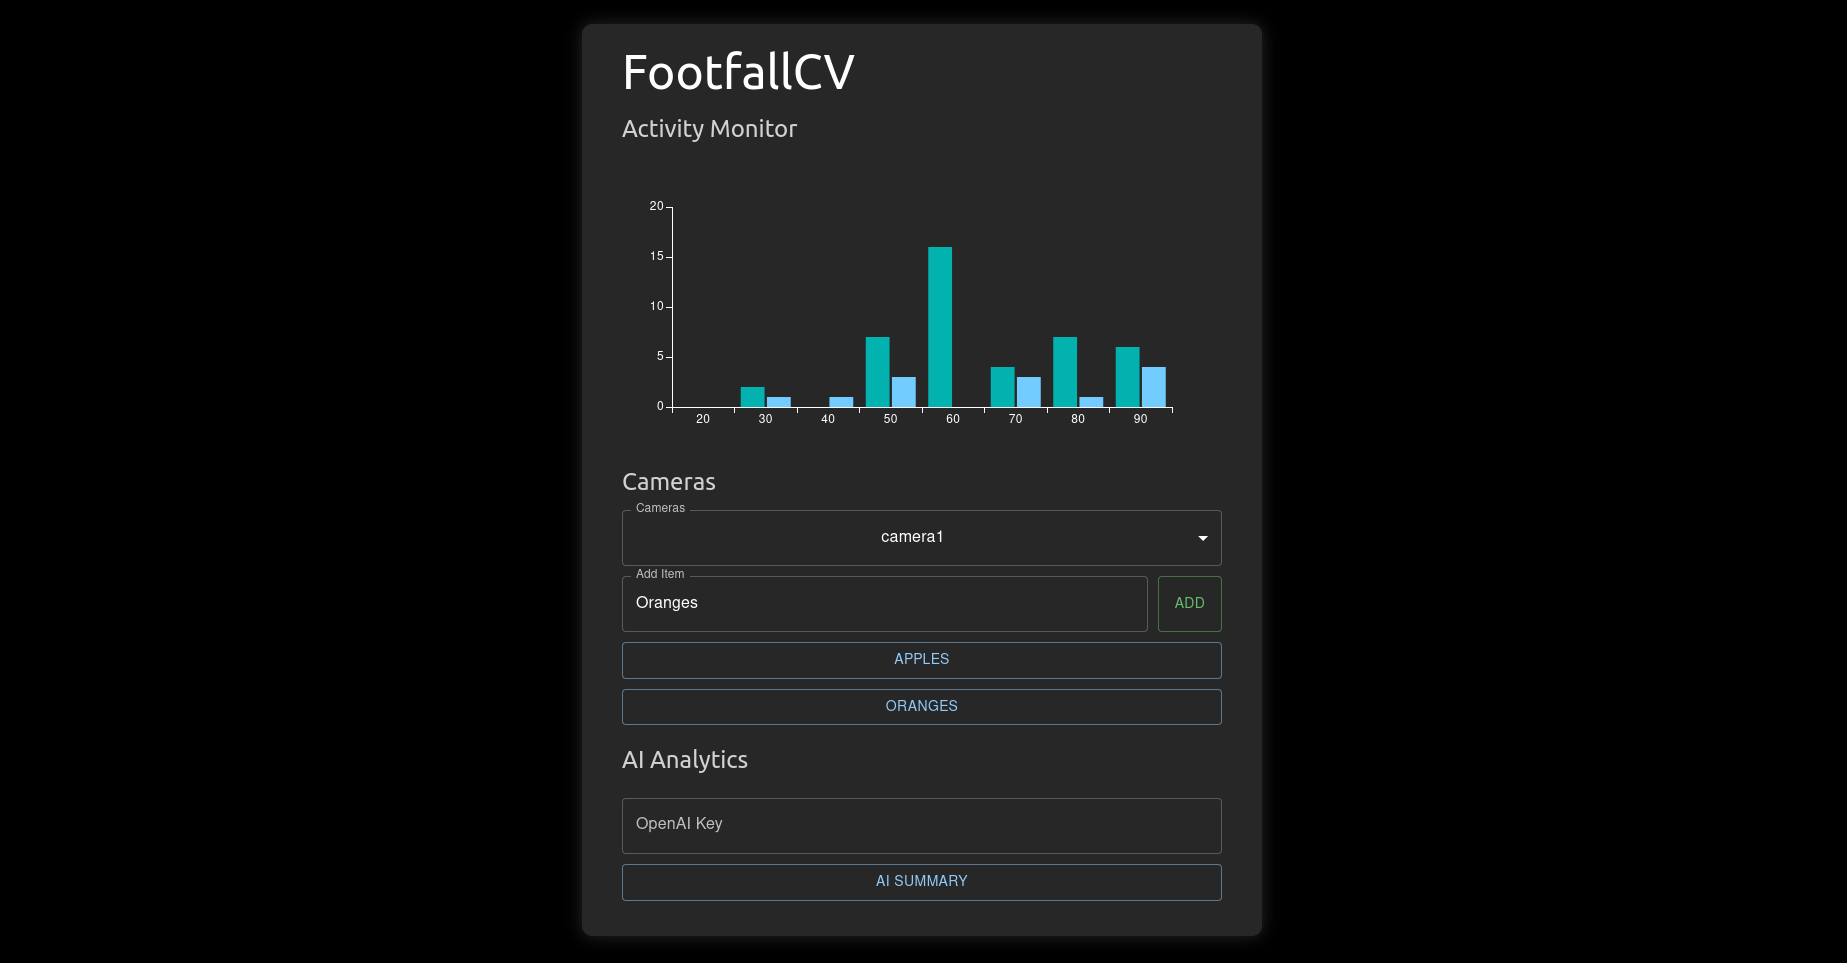 FootfallCV
Activity Monitor
20
15
10
5
0
20 30 40 50 60 70 80 90
Cameras
Cameras
camera1
Add Item
Oranges
ADD
APPLES
ORANGES
AI Analytics
OpenAI Key
AI SUMMARY